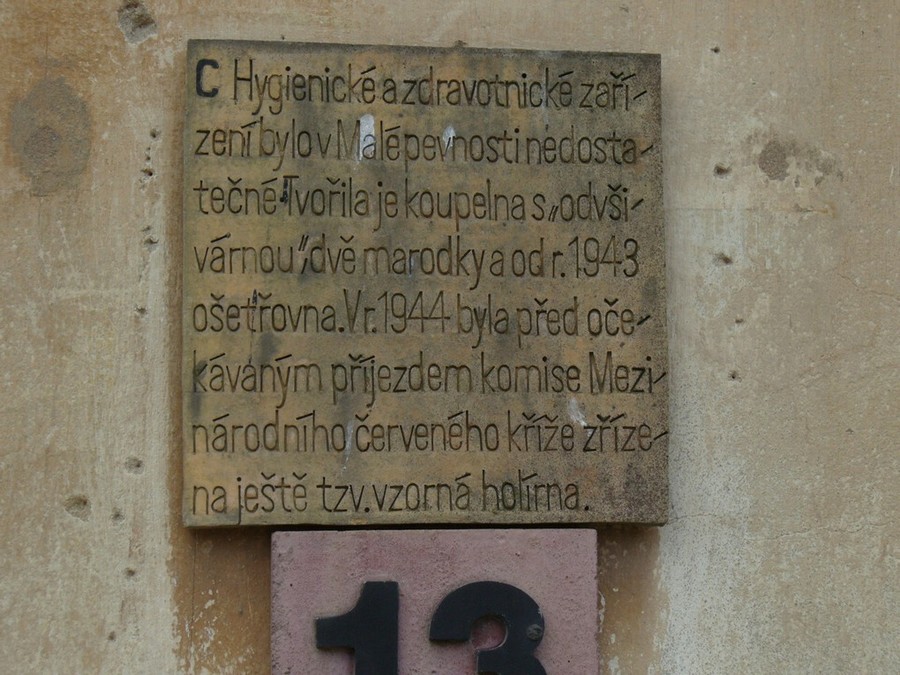 C Hygienické a zdravotnické zaří-
zení bylo v Malé pevnosti nedosta-
tečné. Tvořila je koupelna s „odvši-
várnou“, dvě marodky a od r. 1943
ošetřovna. V r. 1944 byla před oče-
kávaným příjezdem komise Mezi-
národního červeného kříže zříze-
na ještě tzv. vzorná holírna.
13